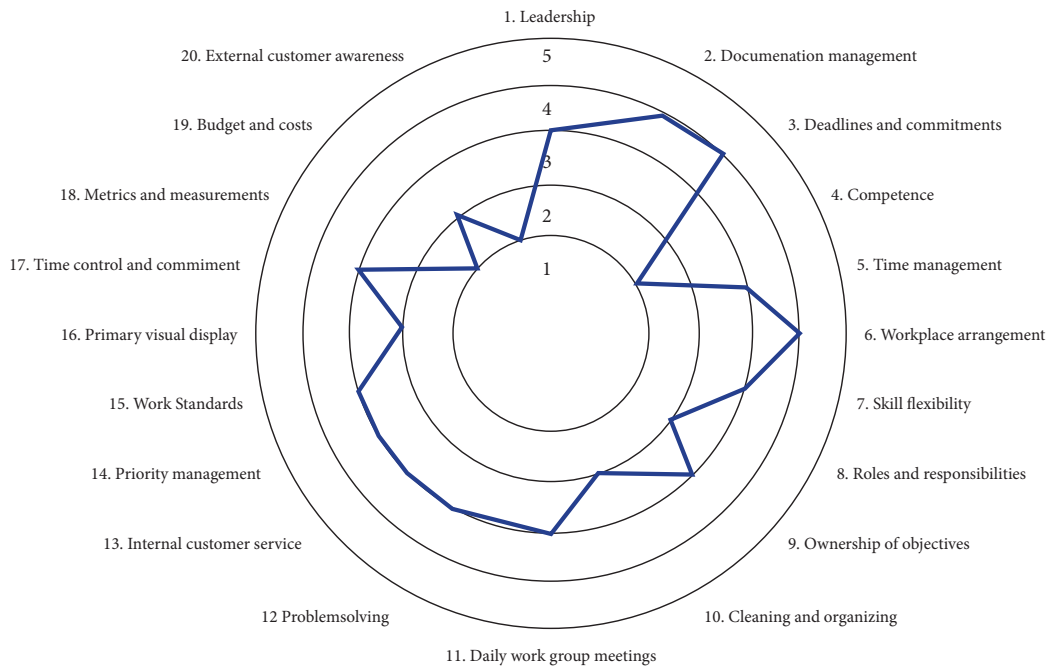 1. Leadership
2. Documenation management
3. Deadlines and commitments
4. Competence
5. Time management
6. Workplace arrangement
7. Skill flexibility
8. Roles and responsibilities
9. Ownership of objectives
10. Cleaning and organizing
11. Daily work group meetings
12 Problemsolving
13. Internal customer service
14. Priority management
15. Work Standards
16. Primary visual display
17. Time control and commiment
18. Metrics and measurements
19. Budget and costs
20. External customer awareness
5
4
3
2
1